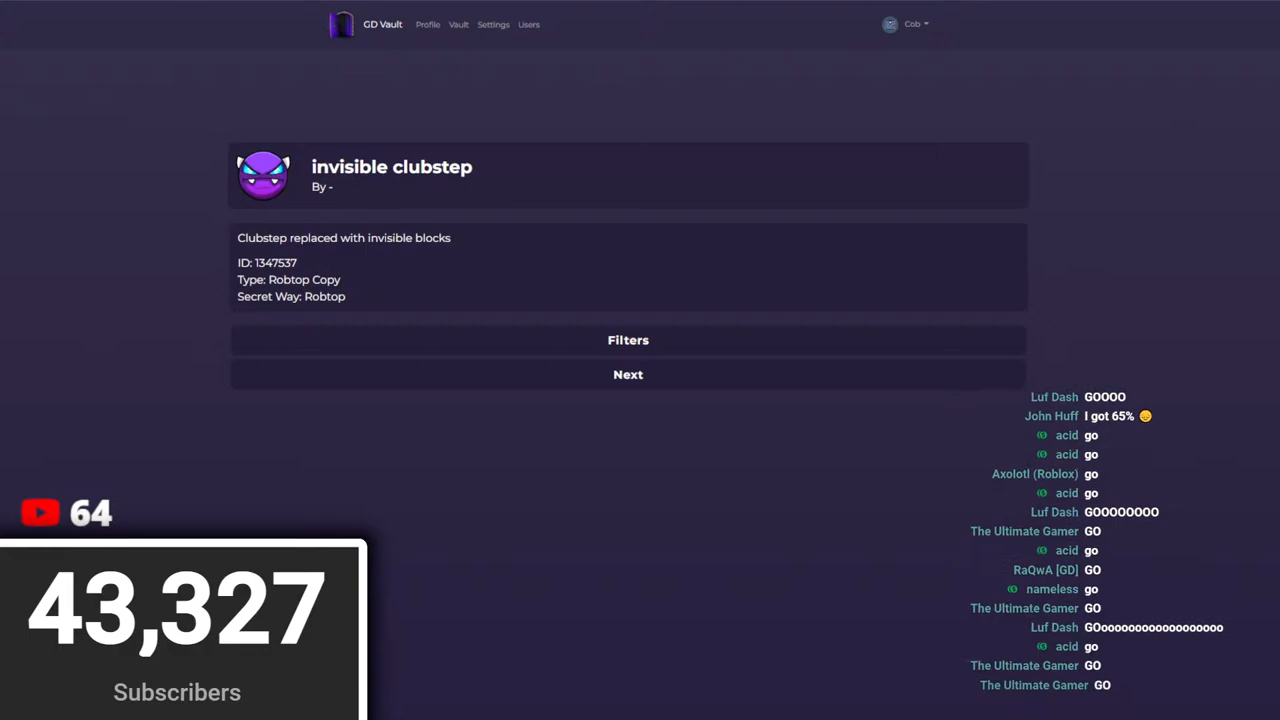 GD Vault Profile Vault Settings Users Cob
invisible clubstep
By -
Clubstep replaced with invisible blocks
ID: 1347537
Type: Robtop Copy
Secret Way: Robtop
Filters
Next
Luf Dash GOOOO
John Huff I got 65% 😞
acid go
acid go
Axolotl (Roblox) go
acid go
Luf Dash GOOOOOOOO
The Ultimate Gamer GO
acid go
RaQwA [GD] GO
nameless go
The Ultimate Gamer GO
Luf Dash GOoooooooooooooooooo
acid go
The Ultimate Gamer GO
The Ultimate Gamer GO
64
43,327
Subscribers